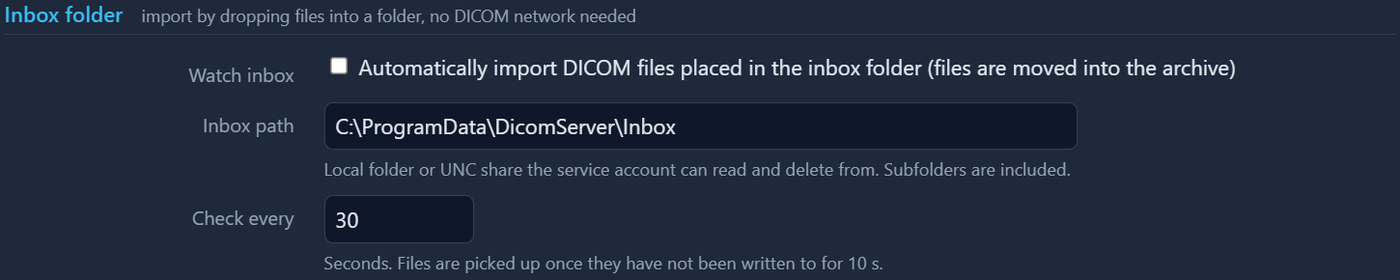 Inbox folder import by dropping files into a folder, no DICOM network needed
Watch inbox Automatically import DICOM files placed in the inbox folder (files are moved into the archive)
Inbox path C:\ProgramData\DicomServer\Inbox
Local folder or UNC share the service account can read and delete from. Subfolders are included.
Check every 30
Seconds. Files are picked up once they have not been written to for 10 s.